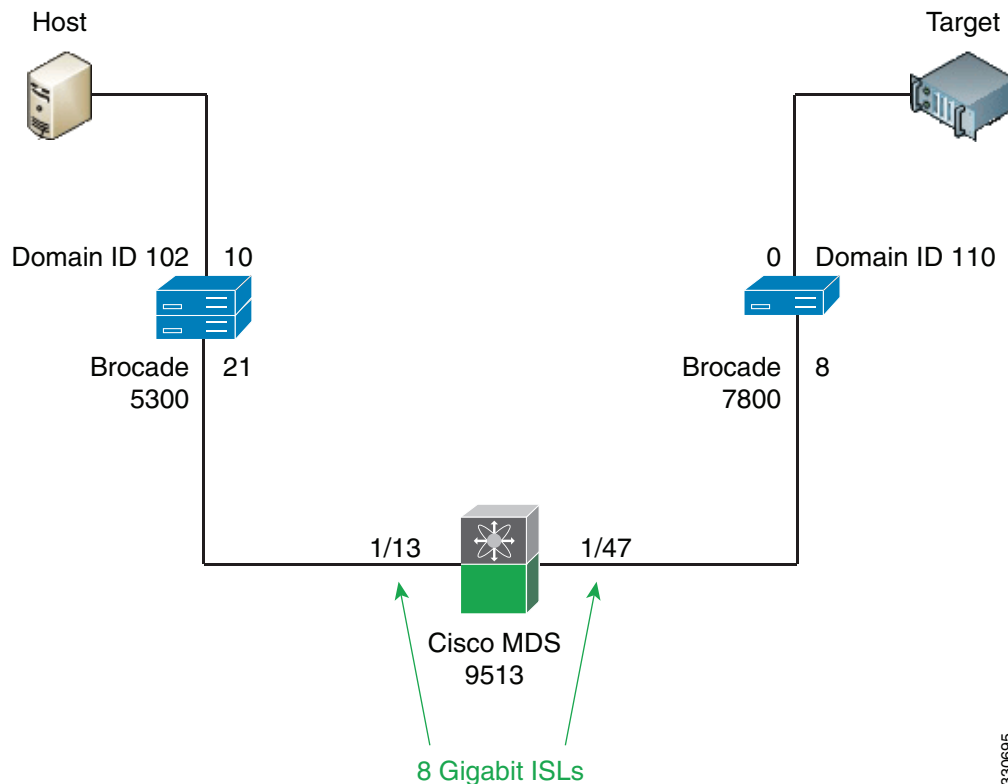 Host
Target
Domain ID 102
10
0
Domain ID 110
Brocade
5300
21
Brocade
7800
8
1/13
1/47
Cisco MDS
9513
8 Gigabit ISLs
330695